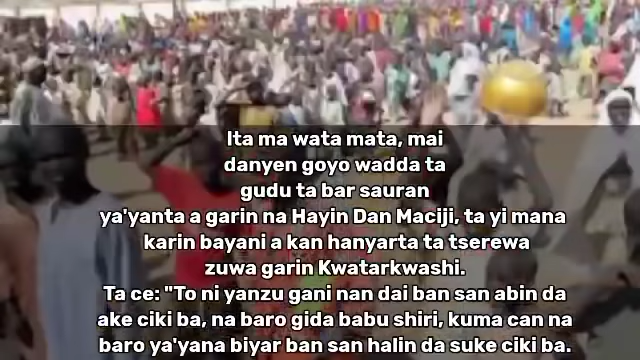 Ita ma wata mata, mai
danyen goyo wadda ta
gudu ta bar sauran
ya'yanta a garin na Hayin Dan Maciji, ta yi mana
karin bayani a kan hanyarta ta tserewa
zuwa garin Kwatarkwashi.
Ta ce: "To ni yanzu gani nan dai ban san abin da
ake ciki ba, na baro gida babu shiri, kuma can na
baro ya'yana biyar ban san halin da suke ciki ba.